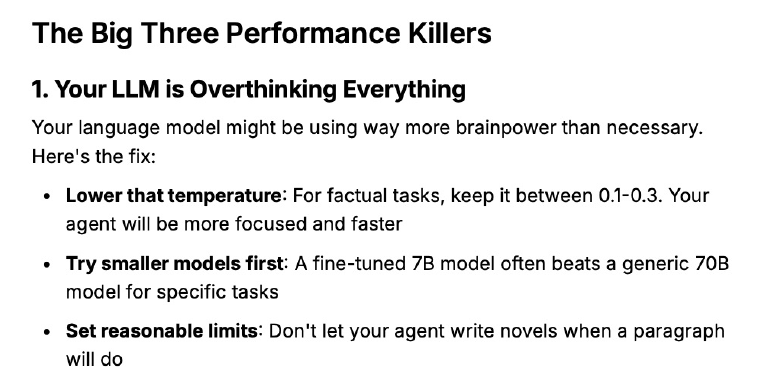 The Big Three Performance Killers
1. Your LLM is Overthinking Everything
Your language model might be using way more brainpower than necessary.
Here's the fix:
• Lower that temperature: For factual tasks, keep it between 0.1-0.3. Your
agent will be more focused and faster
• Try smaller models first: A fine-tuned 7B model often beats a generic 70B
model for specific tasks
• Set reasonable limits: Don't let your agent write novels when a paragraph
will do